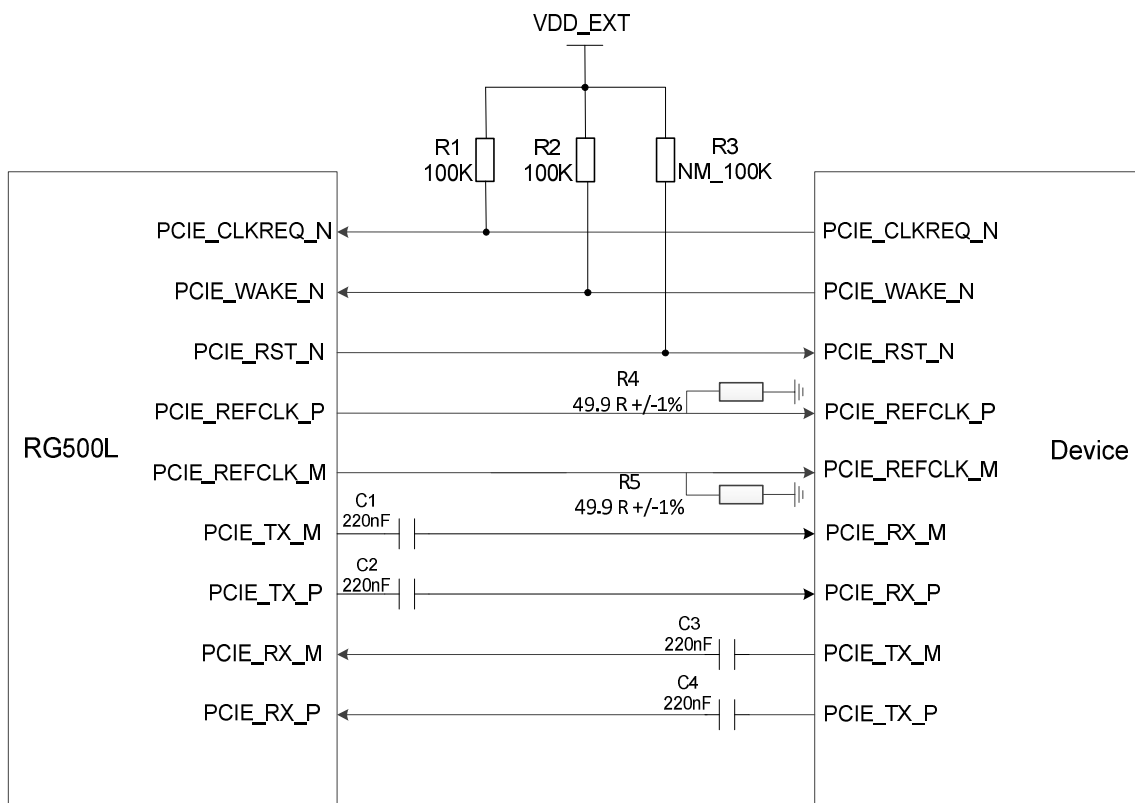 VDD_EXT
R1
100K
R2
100K
R3
NM_100K
PCIE_CLKREQ_N
PCIE_CLKREQ_N
PCIE_WAKE_N
PCIE_WAKE_N
PCIE_RST_N
PCIE_RST_N
R4
49.9 R +/-1%
PCIE_REFCLK_P
PCIE_REFCLK_P
RG500L
Device
PCIE_REFCLK_M
PCIE_REFCLK_M
R5
49.9 R +/-1%
C1
220nF
PCIE_TX_M
PCIE_RX_M
C2
220nF
PCIE_TX_P
PCIE_RX_P
C3
220nF
PCIE_RX_M
PCIE_TX_M
C4
220nF
PCIE_RX_P
PCIE_TX_P